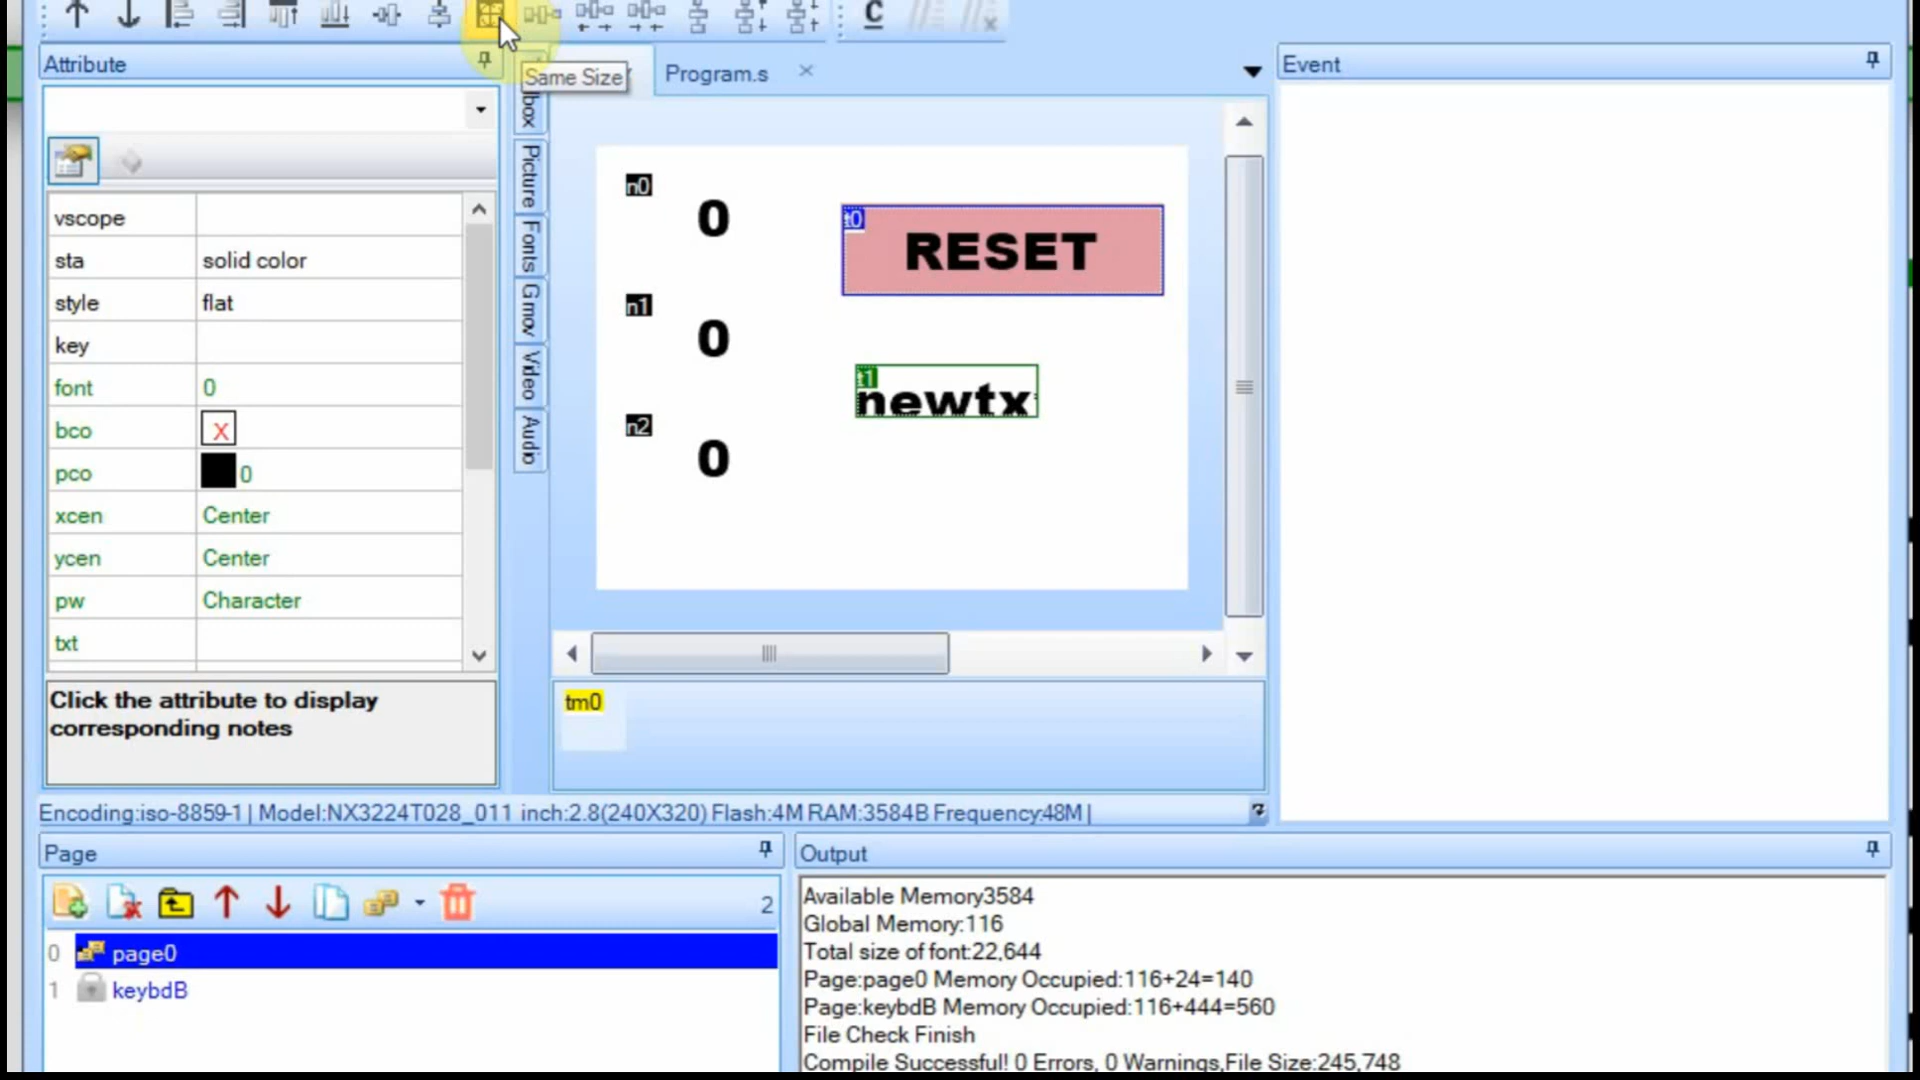 C
Attribute
Same Size
Program.s
Event
box
Picture
Fonts
Gmov
Video
Audio
vscope
sta solid color
style flat
key
font 0
bco X
pco 0
xcen Center
ycen Center
pw Character
txt
Click the attribute to display
corresponding notes
n0
0
t0
RESET
n1
0
t1
newtx
n2
0
tm0
Encoding:iso-8859-1 | Model:NX3224T028_011 inch:2.8(240X320) Flash:4M RAM:3584B Frequency:48M |
Page
2
0 page0
1 keybdB
Output
Available Memory3584
Global Memory:116
Total size of font:22,644
Page:page0 Memory Occupied:116+24=140
Page:keybdB Memory Occupied:116+444=560
File Check Finish
Compile Successful! 0 Errors, 0 Warnings,File Size:245,748